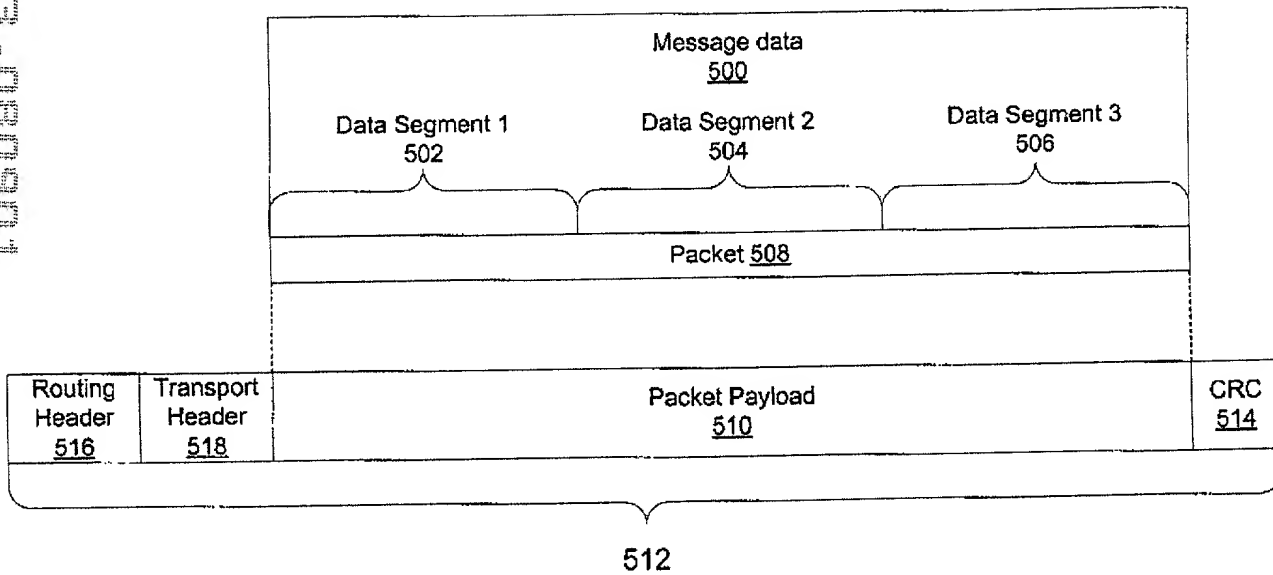 Message data
500
Data Segment 1
502
Data Segment 2
504
Data Segment 3
506
Packet 508
Routing
Header
516
Transport
Header
518
Packet Payload
510
CRC
514
512